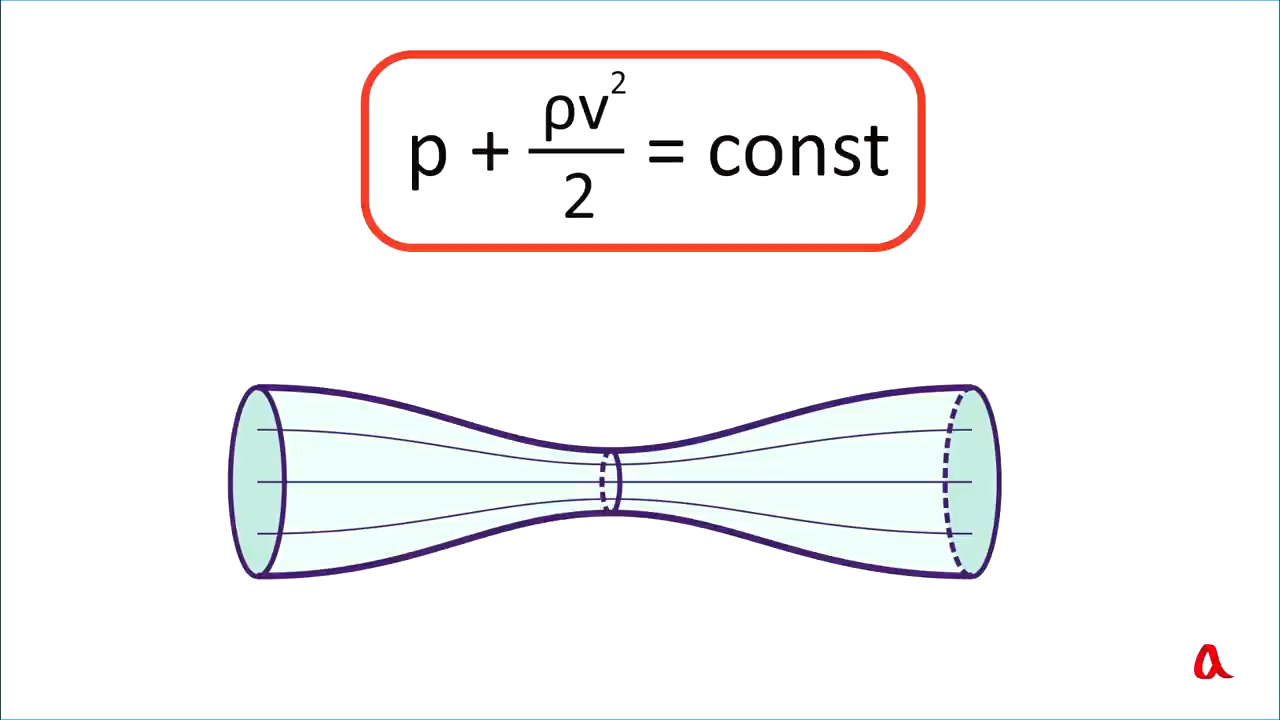 p + ρv²/2 = const
a